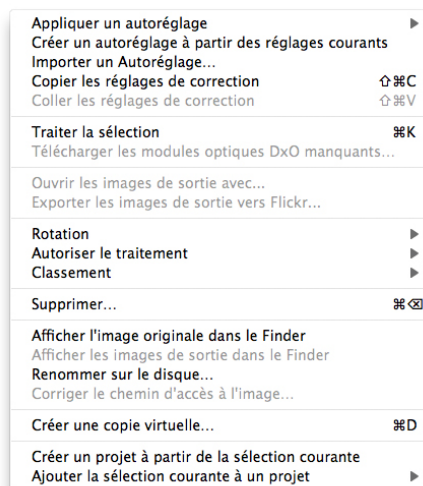 Appliquer un autoréglage ▶
Créer un autoréglage à partir des réglages courants
Importer un Autoréglage...
Copier les réglages de correction ⇧⌘C
Coller les réglages de correction ⇧⌘V
Traiter la sélection ⌘K
Télécharger les modules optiques DxO manquants...
Ouvrir les images de sortie avec...
Exporter les images de sortie vers Flickr...
Rotation ▶
Autoriser le traitement ▶
Classement ▶
Supprimer... ⌘⌫
Afficher l'image originale dans le Finder
Afficher les images de sortie dans le Finder
Renommer sur le disque...
Corriger le chemin d'accès à l'image...
Créer une copie virtuelle... ⌘D
Créer un projet à partir de la sélection courante
Ajouter la sélection courante à un projet ▶